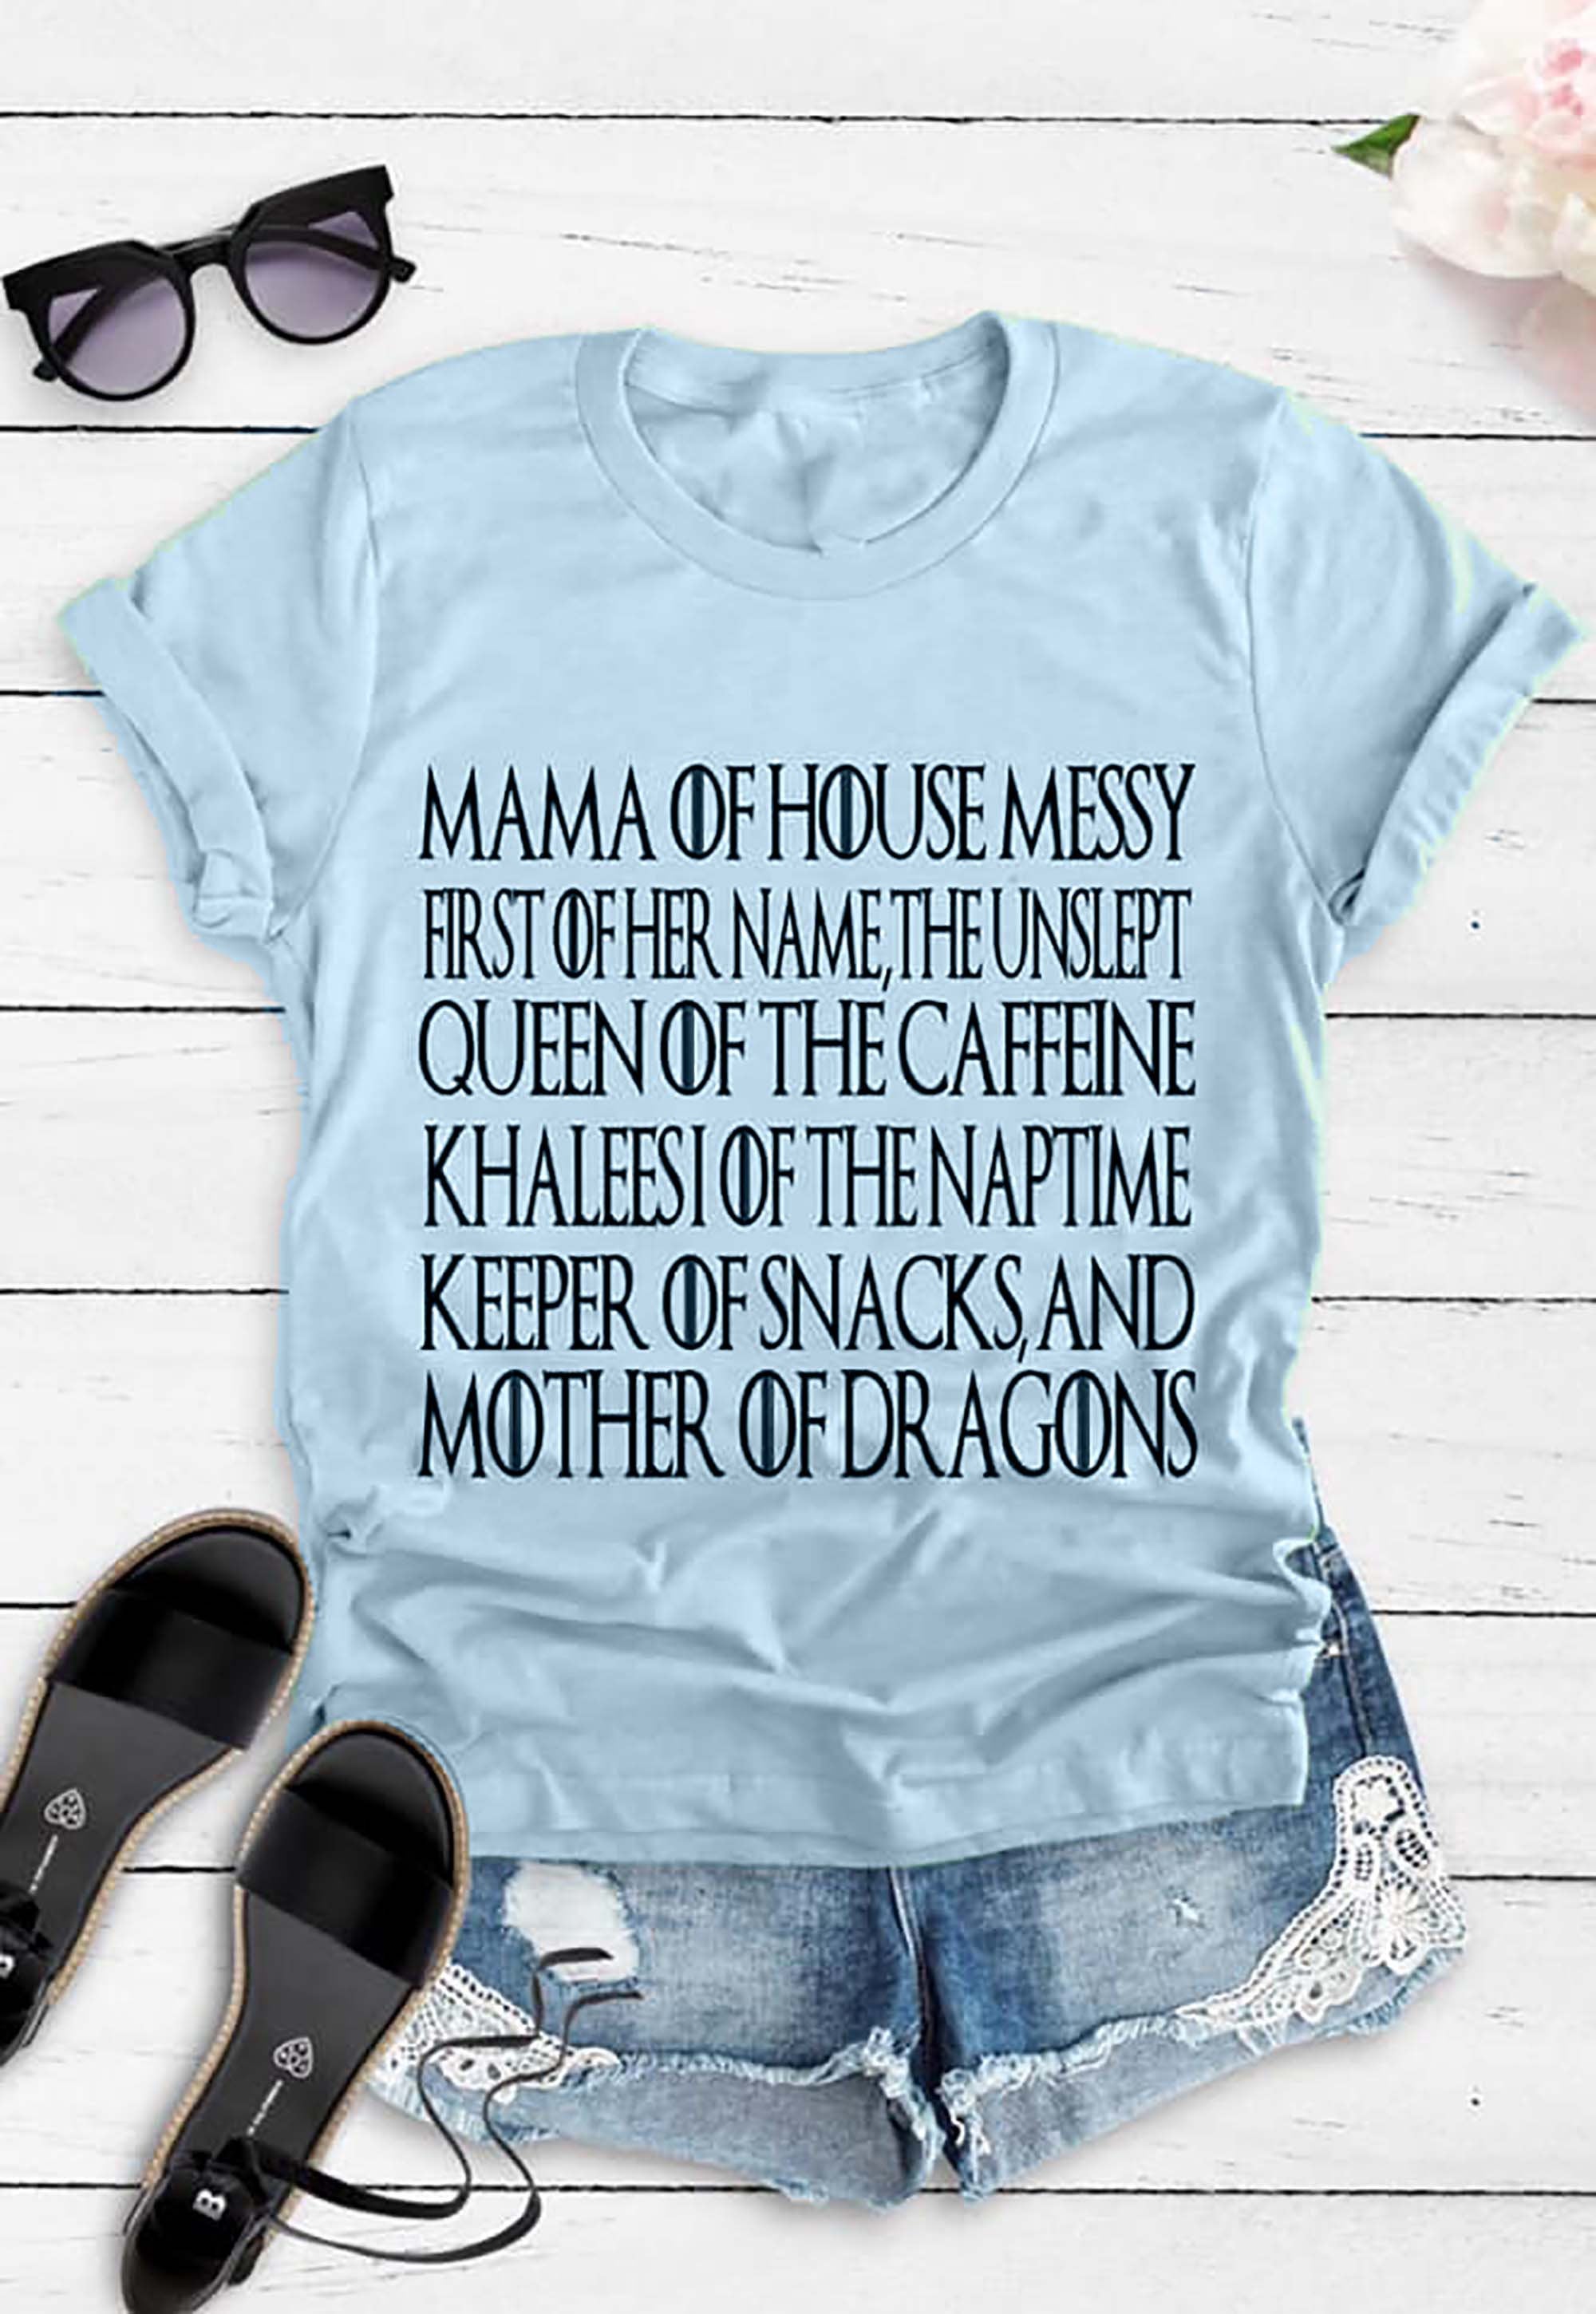 MAMA OF HOUSE MESSY
FIRST OF HER NAME, THE UNSLEPT
QUEEN OF THE CAFFEINE
KHALEESI OF THE NAPTIME
KEEPER OF SNACKS, AND
MOTHER OF DRAGONS
B
B